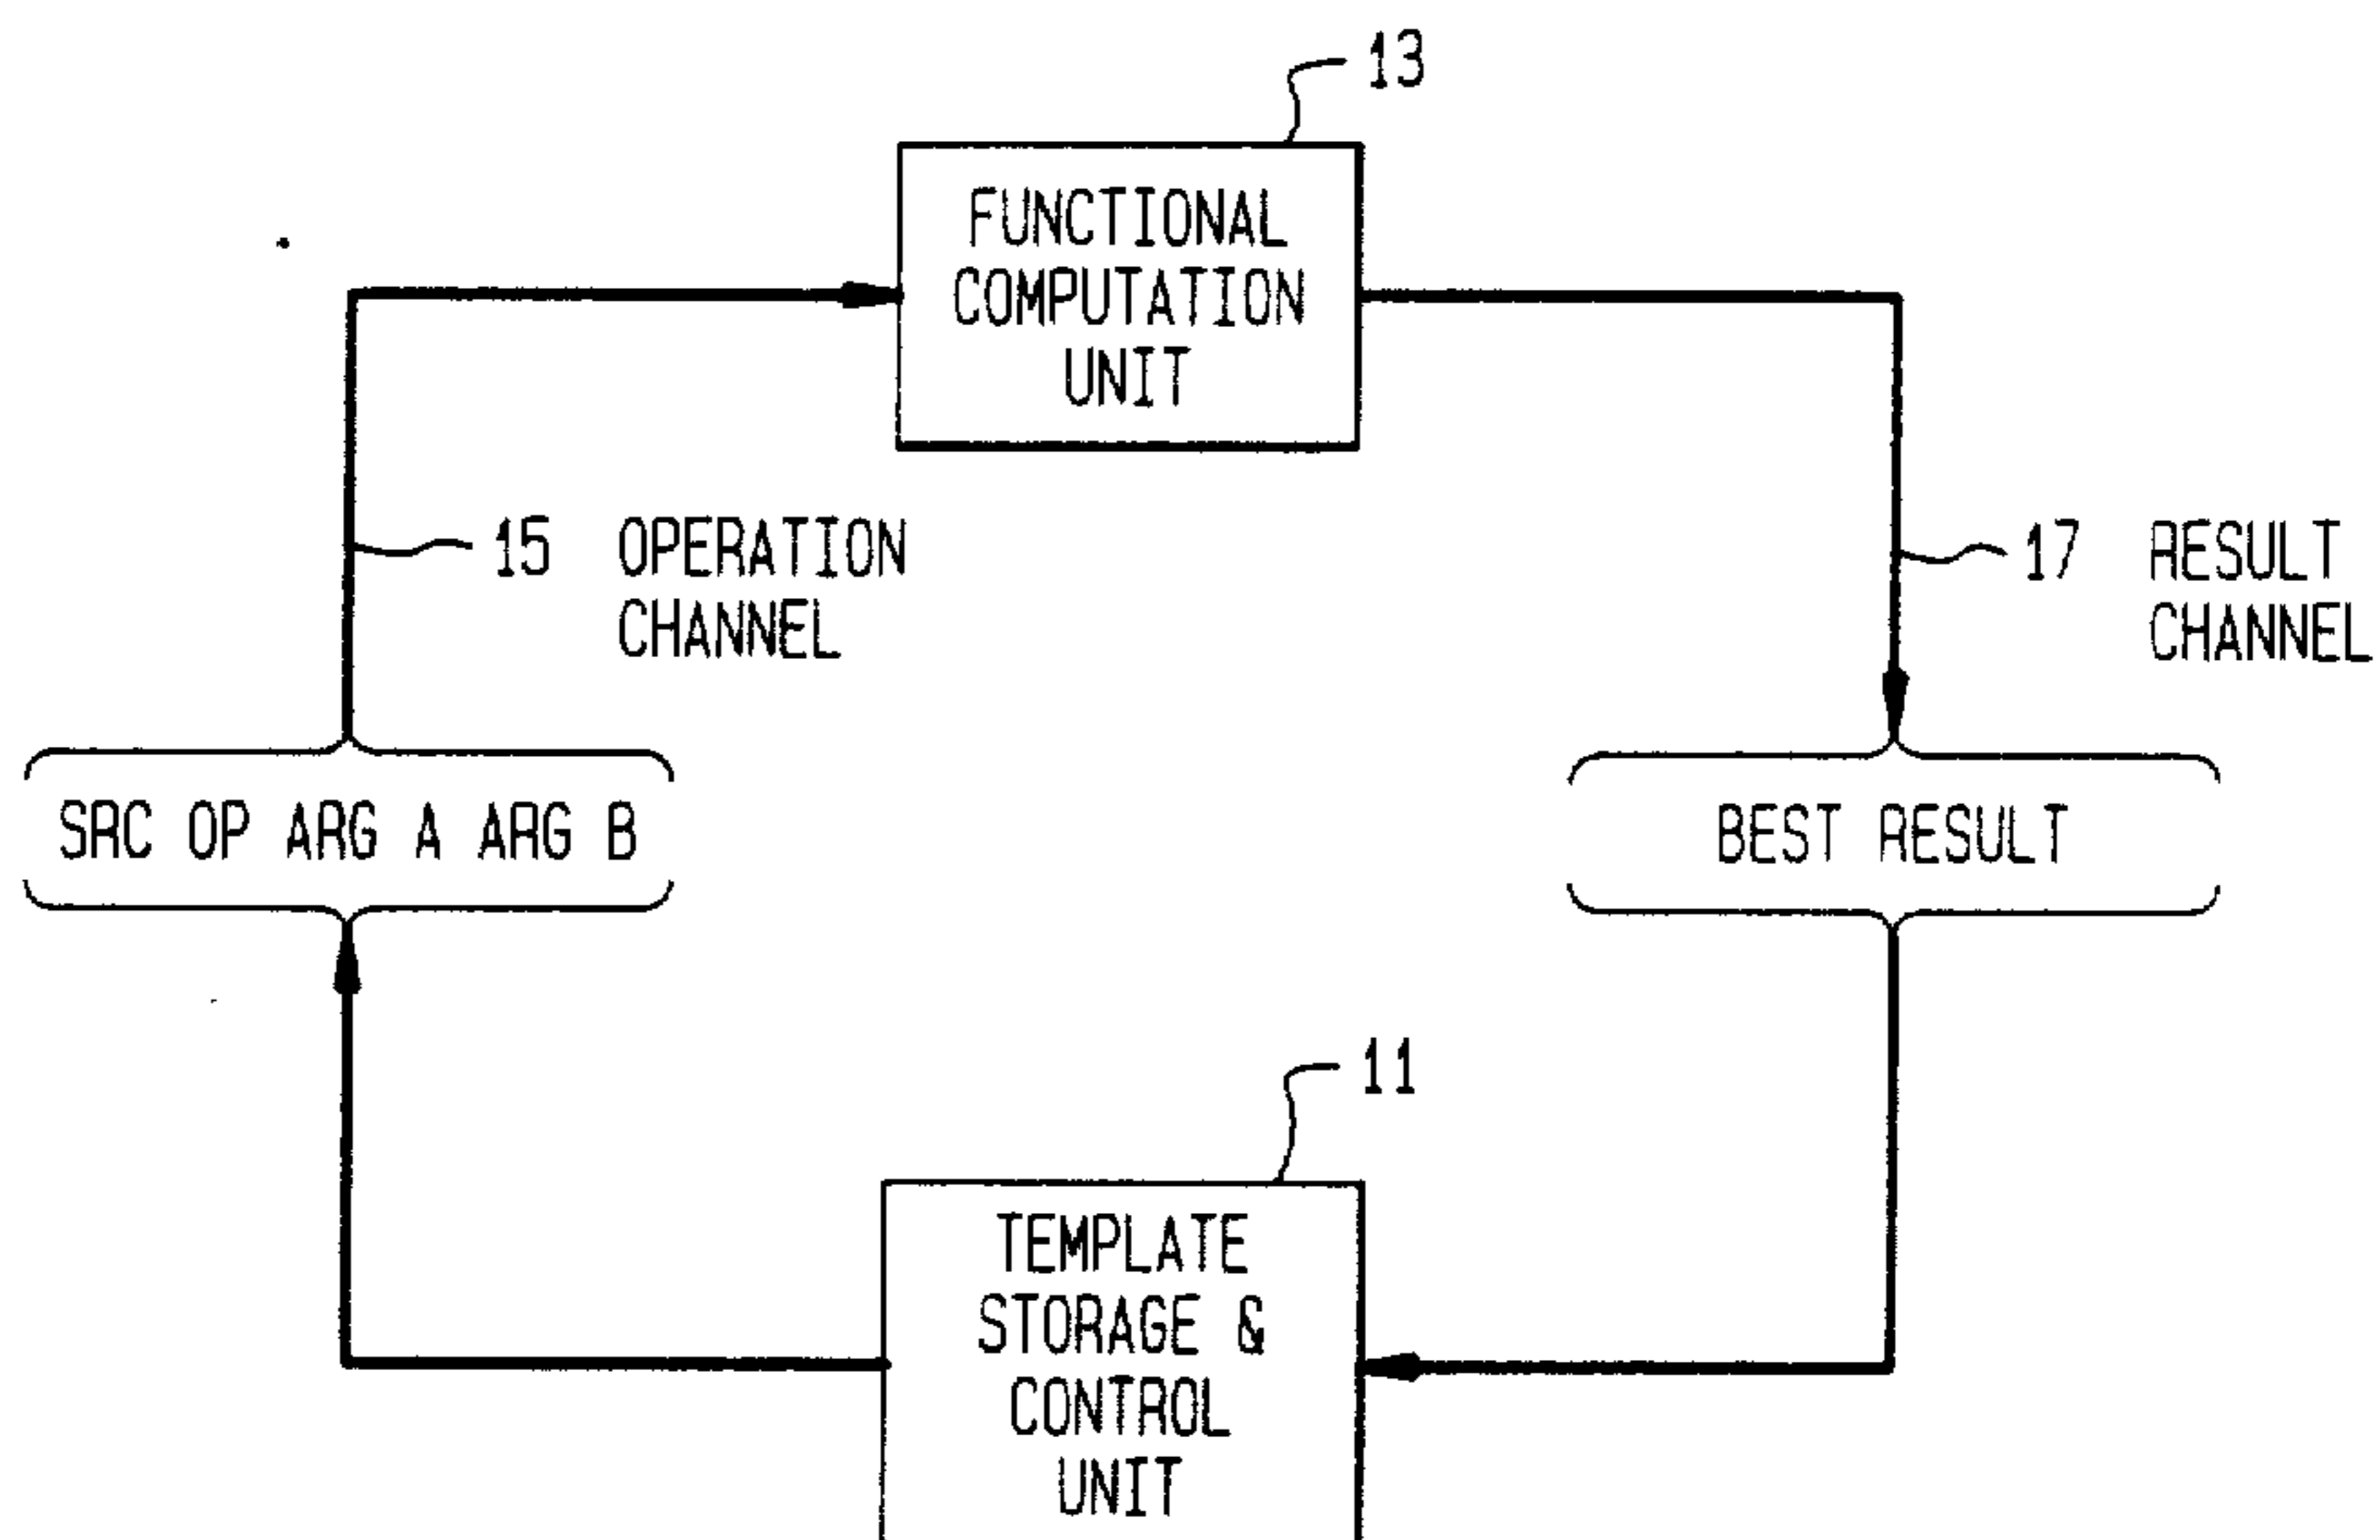 13
FUNCTIONAL
COMPUTATION
UNIT
15 OPERATION
CHANNEL
17 RESULT
CHANNEL
SRC OP ARG A ARG B
BEST RESULT
11
TEMPLATE
STORAGE &
CONTROL
UNIT